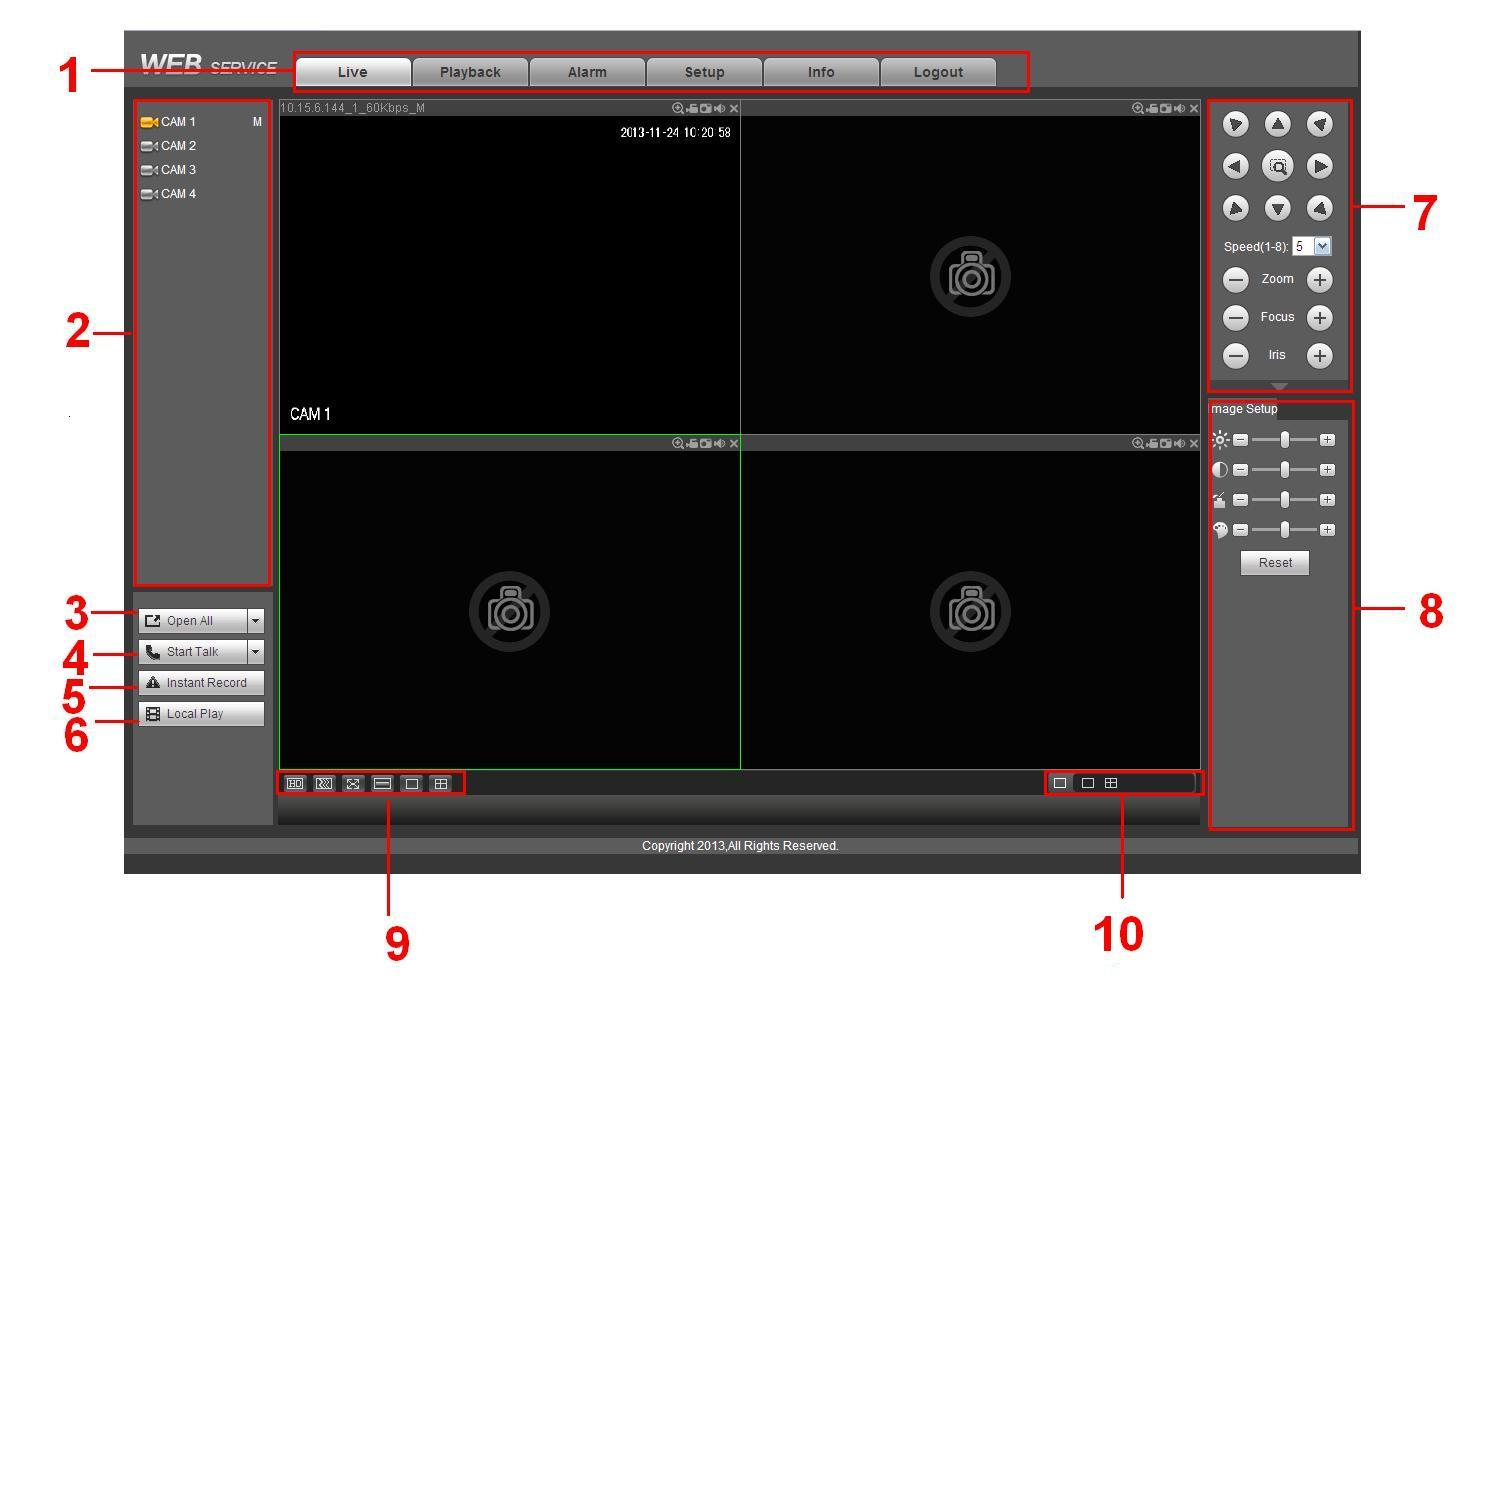 1
WEB SERVICE
Live
Playback
Alarm
Setup
Info
Logout
2
CAM 1 M
CAM 2
CAM 3
CAM 4
10.15.6.144_1_60Kbps_M
2013-11-24 10:20:58
CAM 1
7
Speed(1-8): 5
Zoom
Focus
Iris
mage Setup
Reset
8
3
Open All
4
Start Talk
5
Instant Record
6
Local Play
HD
Copyright 2013,All Rights Reserved.
9
10